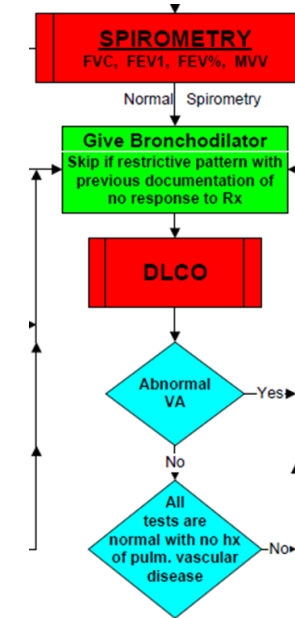 SPIROMETRY
FVC, FEV1, FEV%, MVV
Normal Spirometry
Give Bronchodilator
Skip if restrictive pattern with
previous documentation of
no response to Rx
DLCO
Abnormal
VA
Yes
No
All
tests are
normal with no hx
of pulm. vascular
disease
No